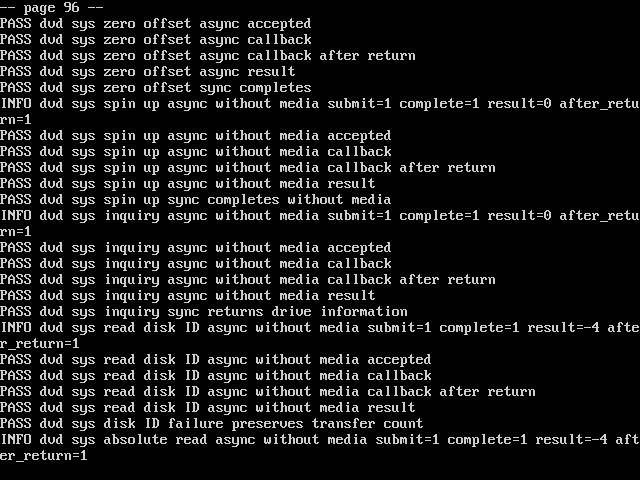 -- page 96 --
PASS dvd sys zero offset async accepted
PASS dvd sys zero offset async callback
PASS dvd sys zero offset async callback after return
PASS dvd sys zero offset async result
PASS dvd sys zero offset sync completes
INFO dvd sys spin up async without media submit=1 complete=1 result=0 after_retu
rn=1
PASS dvd sys spin up async without media accepted
PASS dvd sys spin up async without media callback
PASS dvd sys spin up async without media callback after return
PASS dvd sys spin up async without media result
PASS dvd sys spin up sync completes without media
INFO dvd sys inquiry async without media submit=1 complete=1 result=0 after_retu
rn=1
PASS dvd sys inquiry async without media accepted
PASS dvd sys inquiry async without media callback
PASS dvd sys inquiry async without media callback after return
PASS dvd sys inquiry async without media result
PASS dvd sys inquiry sync returns drive information
INFO dvd sys read disk ID async without media submit=1 complete=1 result=-4 afte
r_return=1
PASS dvd sys read disk ID async without media accepted
PASS dvd sys read disk ID async without media callback
PASS dvd sys read disk ID async without media callback after return
PASS dvd sys read disk ID async without media result
PASS dvd sys disk ID failure preserves transfer count
INFO dvd sys absolute read async without media submit=1 complete=1 result=-4 aft
er_return=1